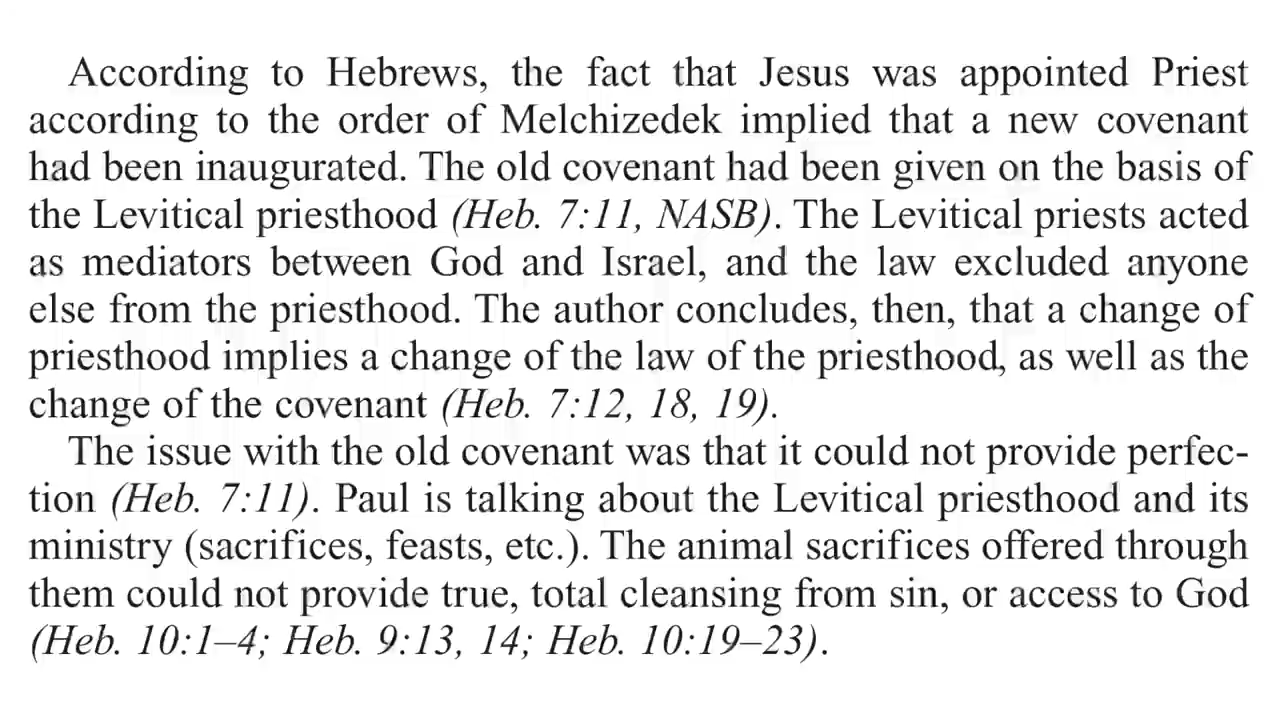 According to Hebrews, the fact that Jesus was appointed Priest
according to the order of Melchizedek implied that a new covenant
had been inaugurated. The old covenant had been given on the basis of
the Levitical priesthood (Heb. 7:11, NASB). The Levitical priests acted
as mediators between God and Israel, and the law excluded anyone
else from the priesthood. The author concludes, then, that a change of
priesthood implies a change of the law of the priesthood, as well as the
change of the covenant (Heb. 7:12, 18, 19).
The issue with the old covenant was that it could not provide perfec-
tion (Heb. 7:11). Paul is talking about the Levitical priesthood and its
ministry (sacrifices, feasts, etc.). The animal sacrifices offered through
them could not provide true, total cleansing from sin, or access to God
(Heb. 10:1–4; Heb. 9:13, 14; Heb. 10:19–23).